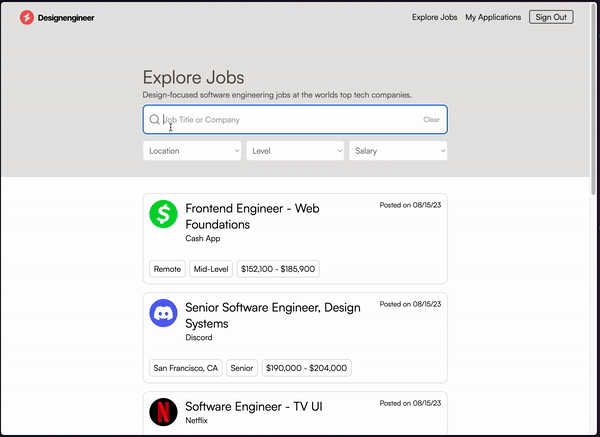 Designengineer
Explore Jobs
My Applications
Sign Out
Explore Jobs
Design-focused software engineering jobs at the worlds top tech companies.
Job Title or Company
Clear
Location
Level
Salary
Frontend Engineer - Web
Foundations
Posted on 08/15/23
Cash App
Remote
Mid-Level
$152,100 - $185,900
Senior Software Engineer, Design
Systems
Posted on 08/15/23
Discord
San Francisco, CA
Senior
$190,000 - $204,000
Software Engineer - TV UI
Posted on 08/15/23
Netflix